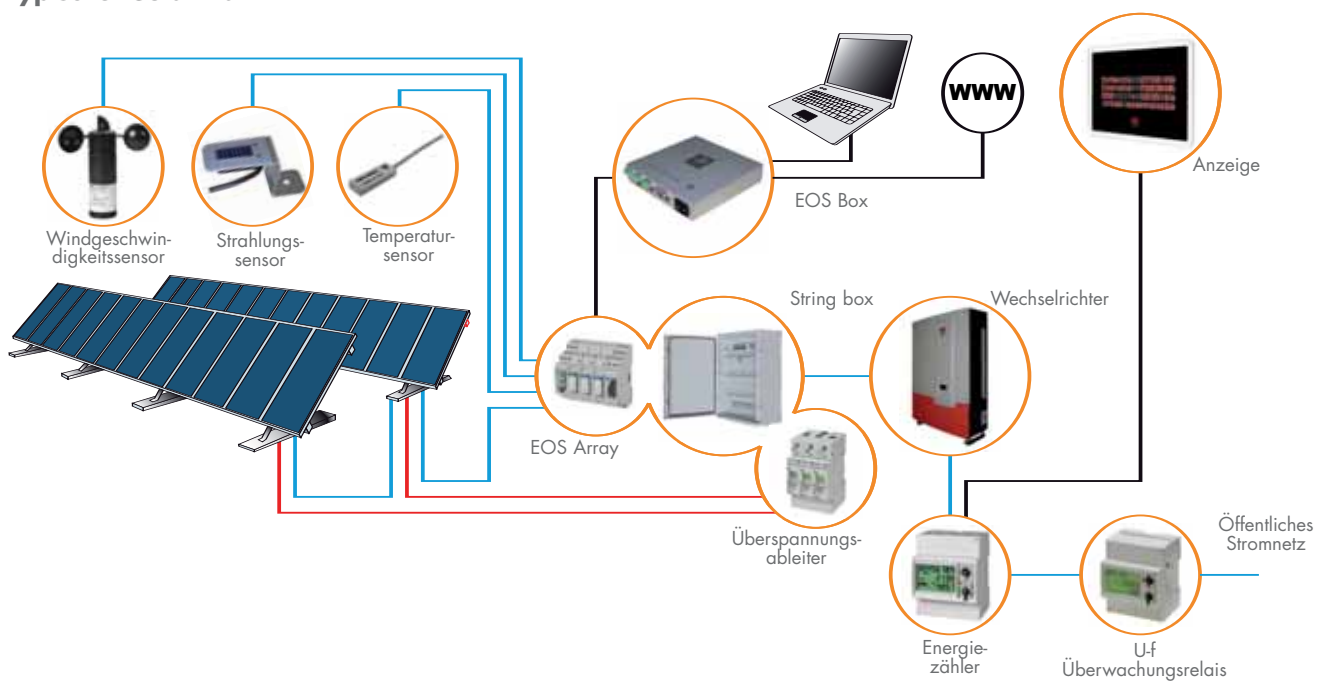 www
Anzeige
EOS Box
Windgeschwin-
digkeitssensor
Strahlungs-
sensor
Temperatur-
sensor
String box
Wechselrichter
EOS Array
Überspannungs-
ableiter
Öffentliches
Stromnetz
Energie-
zähler
U-f
Überwachungsrelais